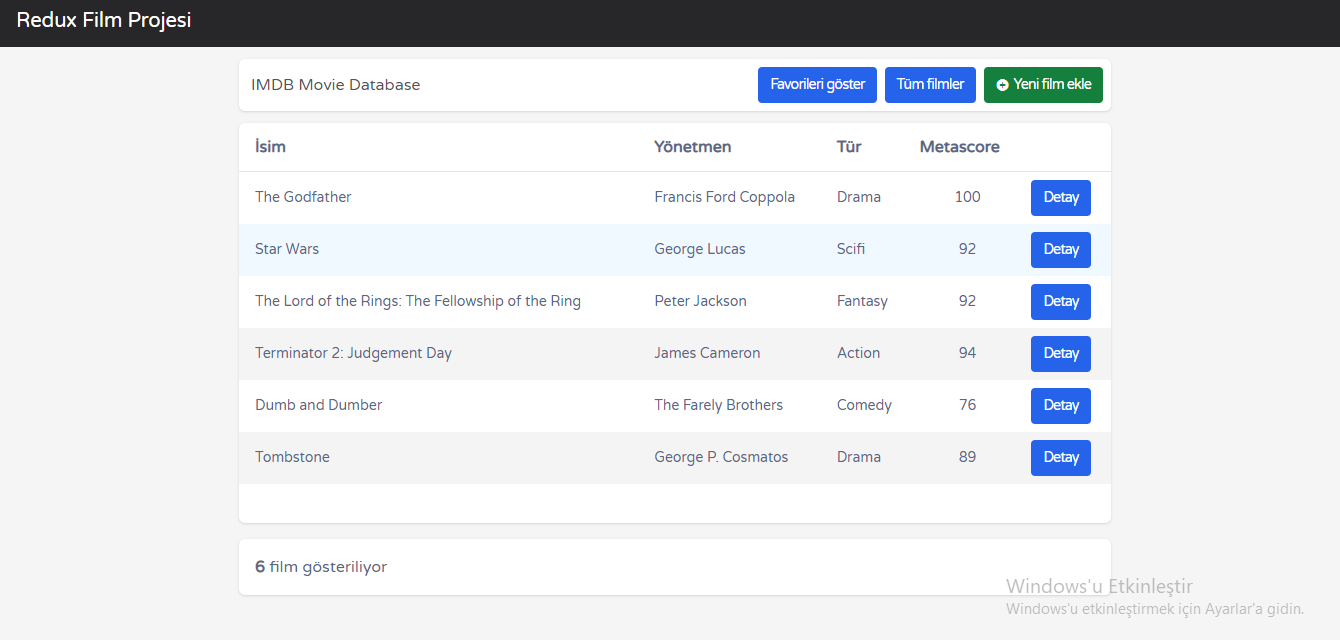 Redux Film Projesi
IMDB Movie Database Favorileri göster Tüm filmler Yeni film ekle
İsim Yönetmen Tür Metascore
The Godfather Francis Ford Coppola Drama 100 Detay
Star Wars George Lucas Scifi 92 Detay
The Lord of the Rings: The Fellowship of the Ring Peter Jackson Fantasy 92 Detay
Terminator 2: Judgement Day James Cameron Action 94 Detay
Dumb and Dumber The Farely Brothers Comedy 76 Detay
Tombstone George P. Cosmatos Drama 89 Detay
6 film gösteriliyor
Windows'u Etkinleştir
Windows'u etkinleştirmek için Ayarlar'a gidin.